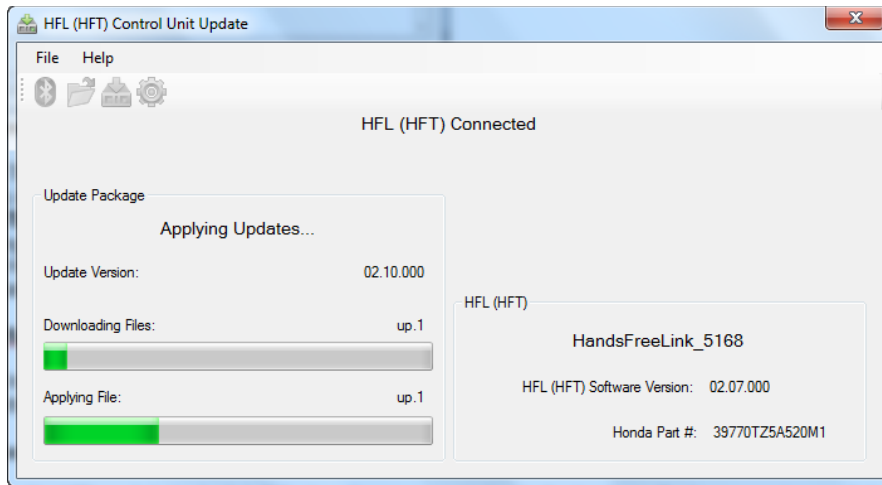 HFL (HFT) Control Unit Update
File Help
HFL (HFT) Connected
Update Package
Applying Updates...
Update Version: 02.10.000
Downloading Files: up.1
Applying File: up.1
HFL (HFT)
HandsFreeLink_5168
HFL (HFT) Software Version: 02.07.000
Honda Part #: 39770TZ5A520M1